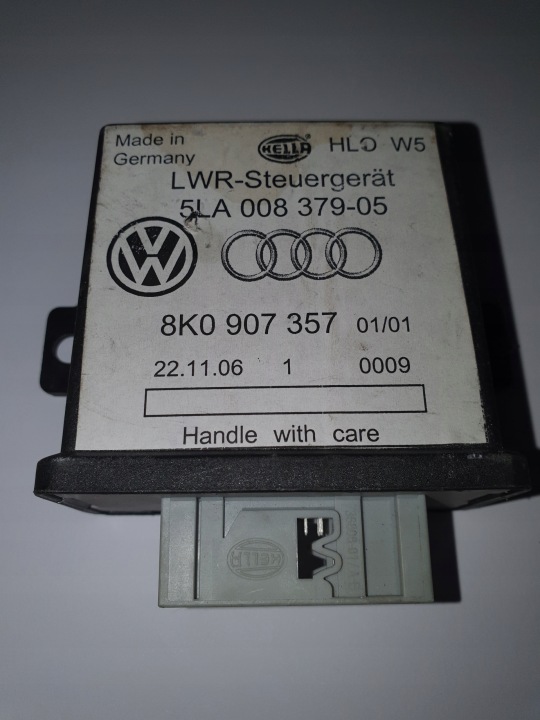 Made in
Germany
HELLA
HLO W5
LWR-Steuergerät
5LA 008 379-05
8K0 907 357 01/01
22.11.06 1 0009
Handle with care
HELLA